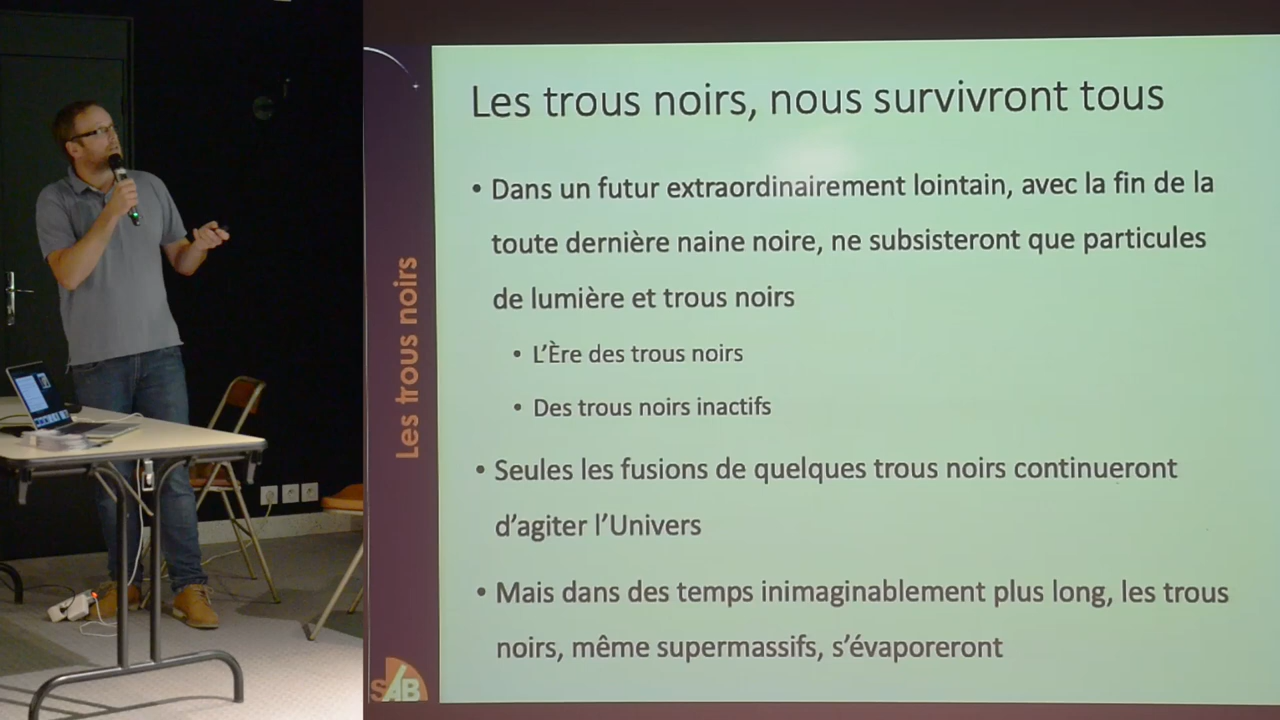 Les trous noirs, nous survivront tous
• Dans un futur extraordinairement lointain, avec la fin de la
toute dernière naine noire, ne subsisteront que particules
de lumière et trous noirs
• L'Ère des trous noirs
• Des trous noirs inactifs
• Seules les fusions de quelques trous noirs continueront
d'agiter l'Univers
• Mais dans des temps inimaginablement plus long, les trous
noirs, même supermassifs, s'évaporeront
Les trous noirs
SAB